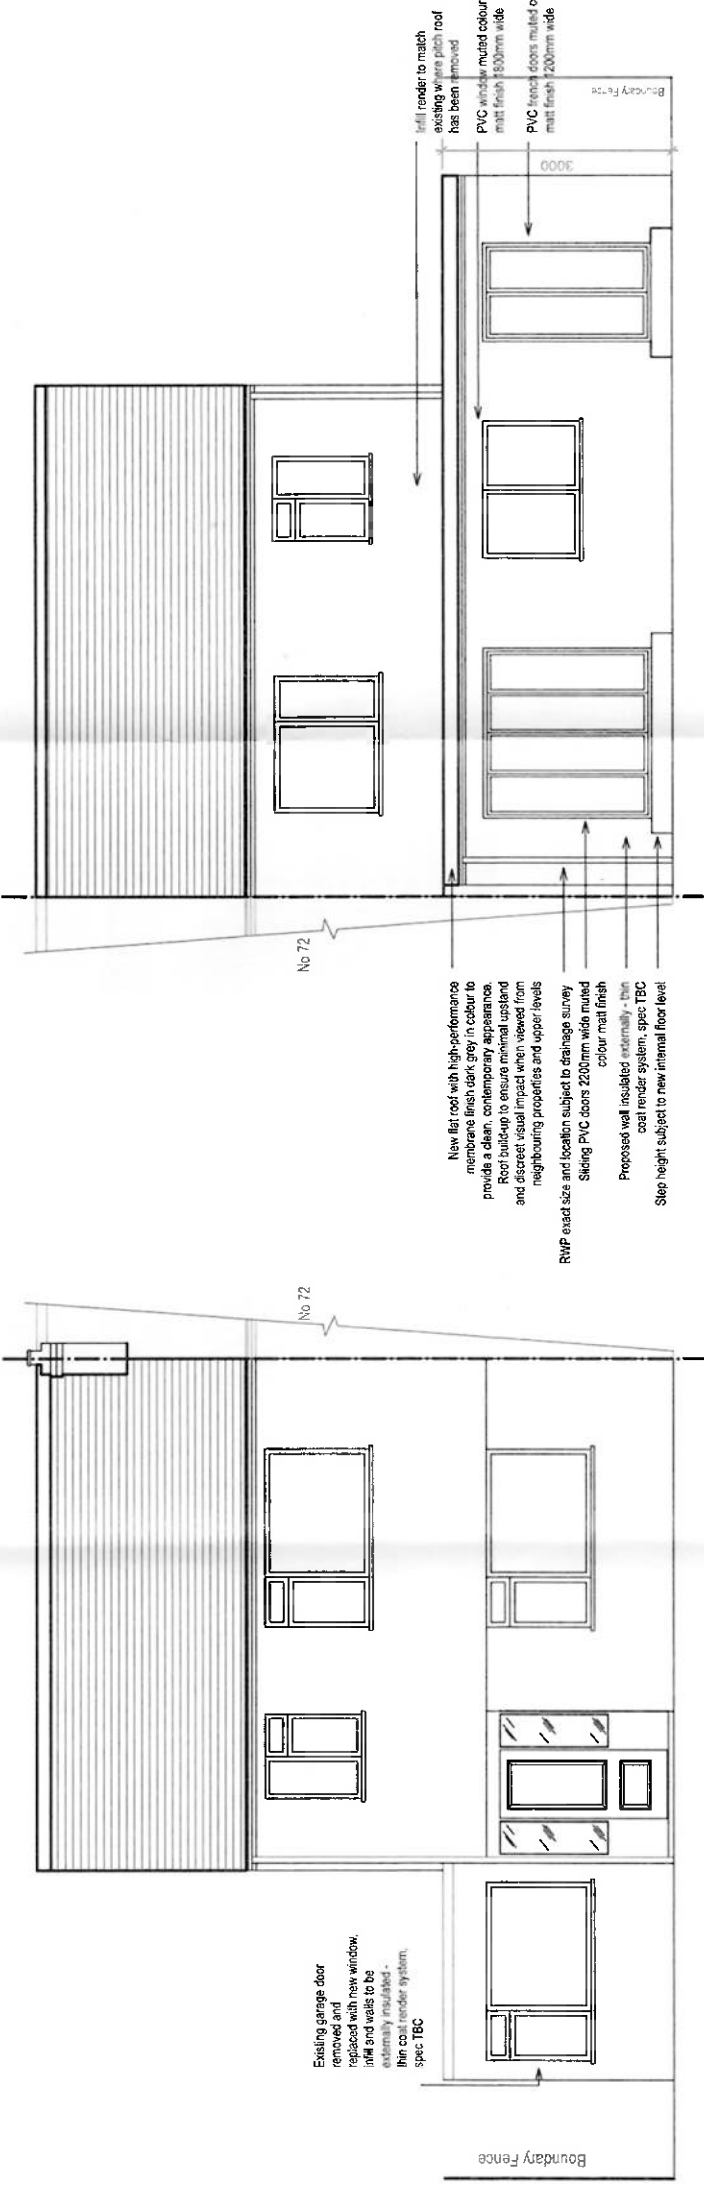 Existing garage door
removed and
replaced with new window,
infill and walls to be
externally insulated -
thin coat render system,
spec TBC
Boundary Fence
No 72
No 72
New flat roof with high-performance
membrane finish dark grey in colour to
provide a clean, contemporary appearance.
Roof build-up to ensure minimal upstand
and discreet visual impact when viewed from
neighbouring properties and upper levels
RWP exact size and location subject to drainage survey
Sliding PVC doors 2200mm wide muted
colour matt finish
Proposed wall insulated externally - thin
coat render system, spec TBC
Step height subject to new internal floor level
Infill render to match
existing where pitch roof
has been removed
PVC window muted colour
matt finish 1800mm wide
PVC french doors muted
matt finish 1200mm wide
3000
Boundary Fence